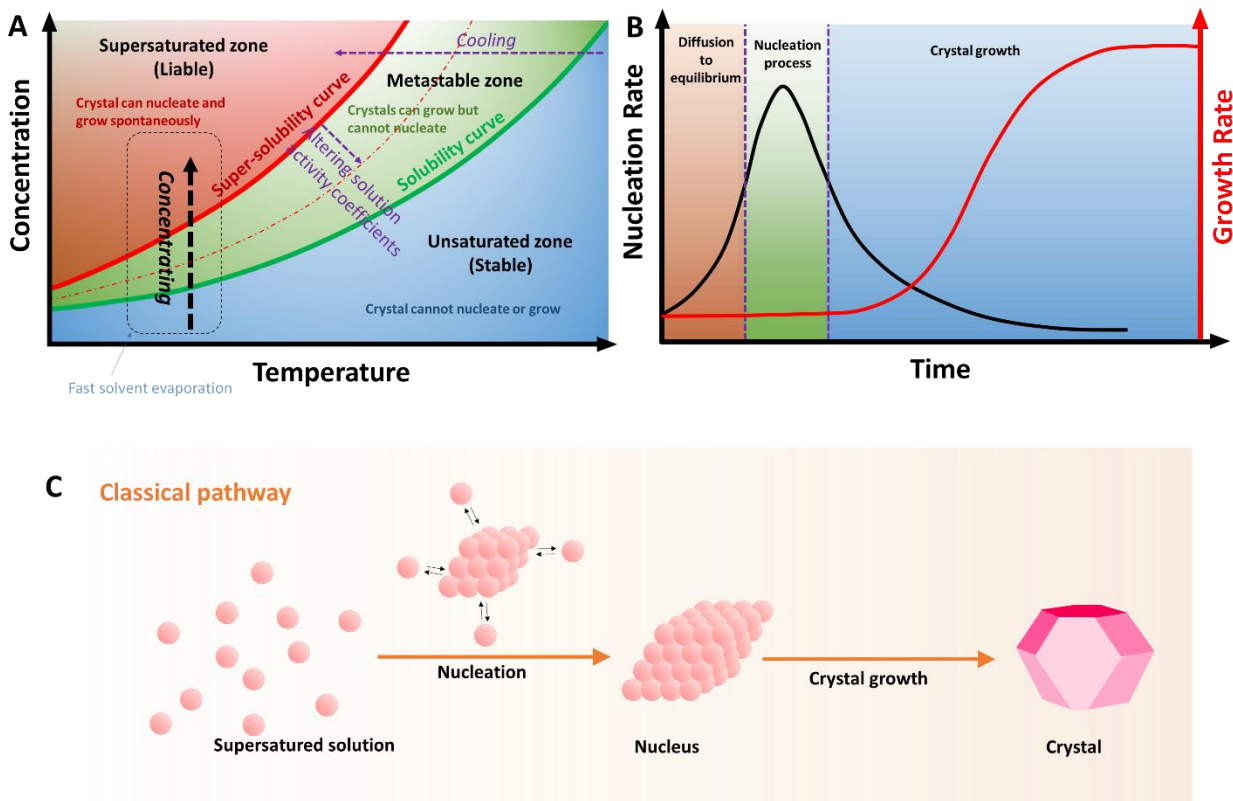 A
Concentration
Temperature
Supersaturated zone
(Liable)
Crystal can nucleate and
grow spontaneously
Cooling
Metastable zone
Crystals can grow but
cannot nucleate
Super-solubility curve
Solubility curve
ltering solution
ctivity coefficients
Concentrating
Unsaturated zone
(Stable)
Crystal cannot nucleate or grow
Fast solvent evaporation
B
Nucleation Rate
Growth Rate
Diffusion
to
equilibrium
Nucleation
process
Crystal growth
Time
C
Classical pathway
Nucleation
Crystal growth
Supersatured solution
Nucleus
Crystal